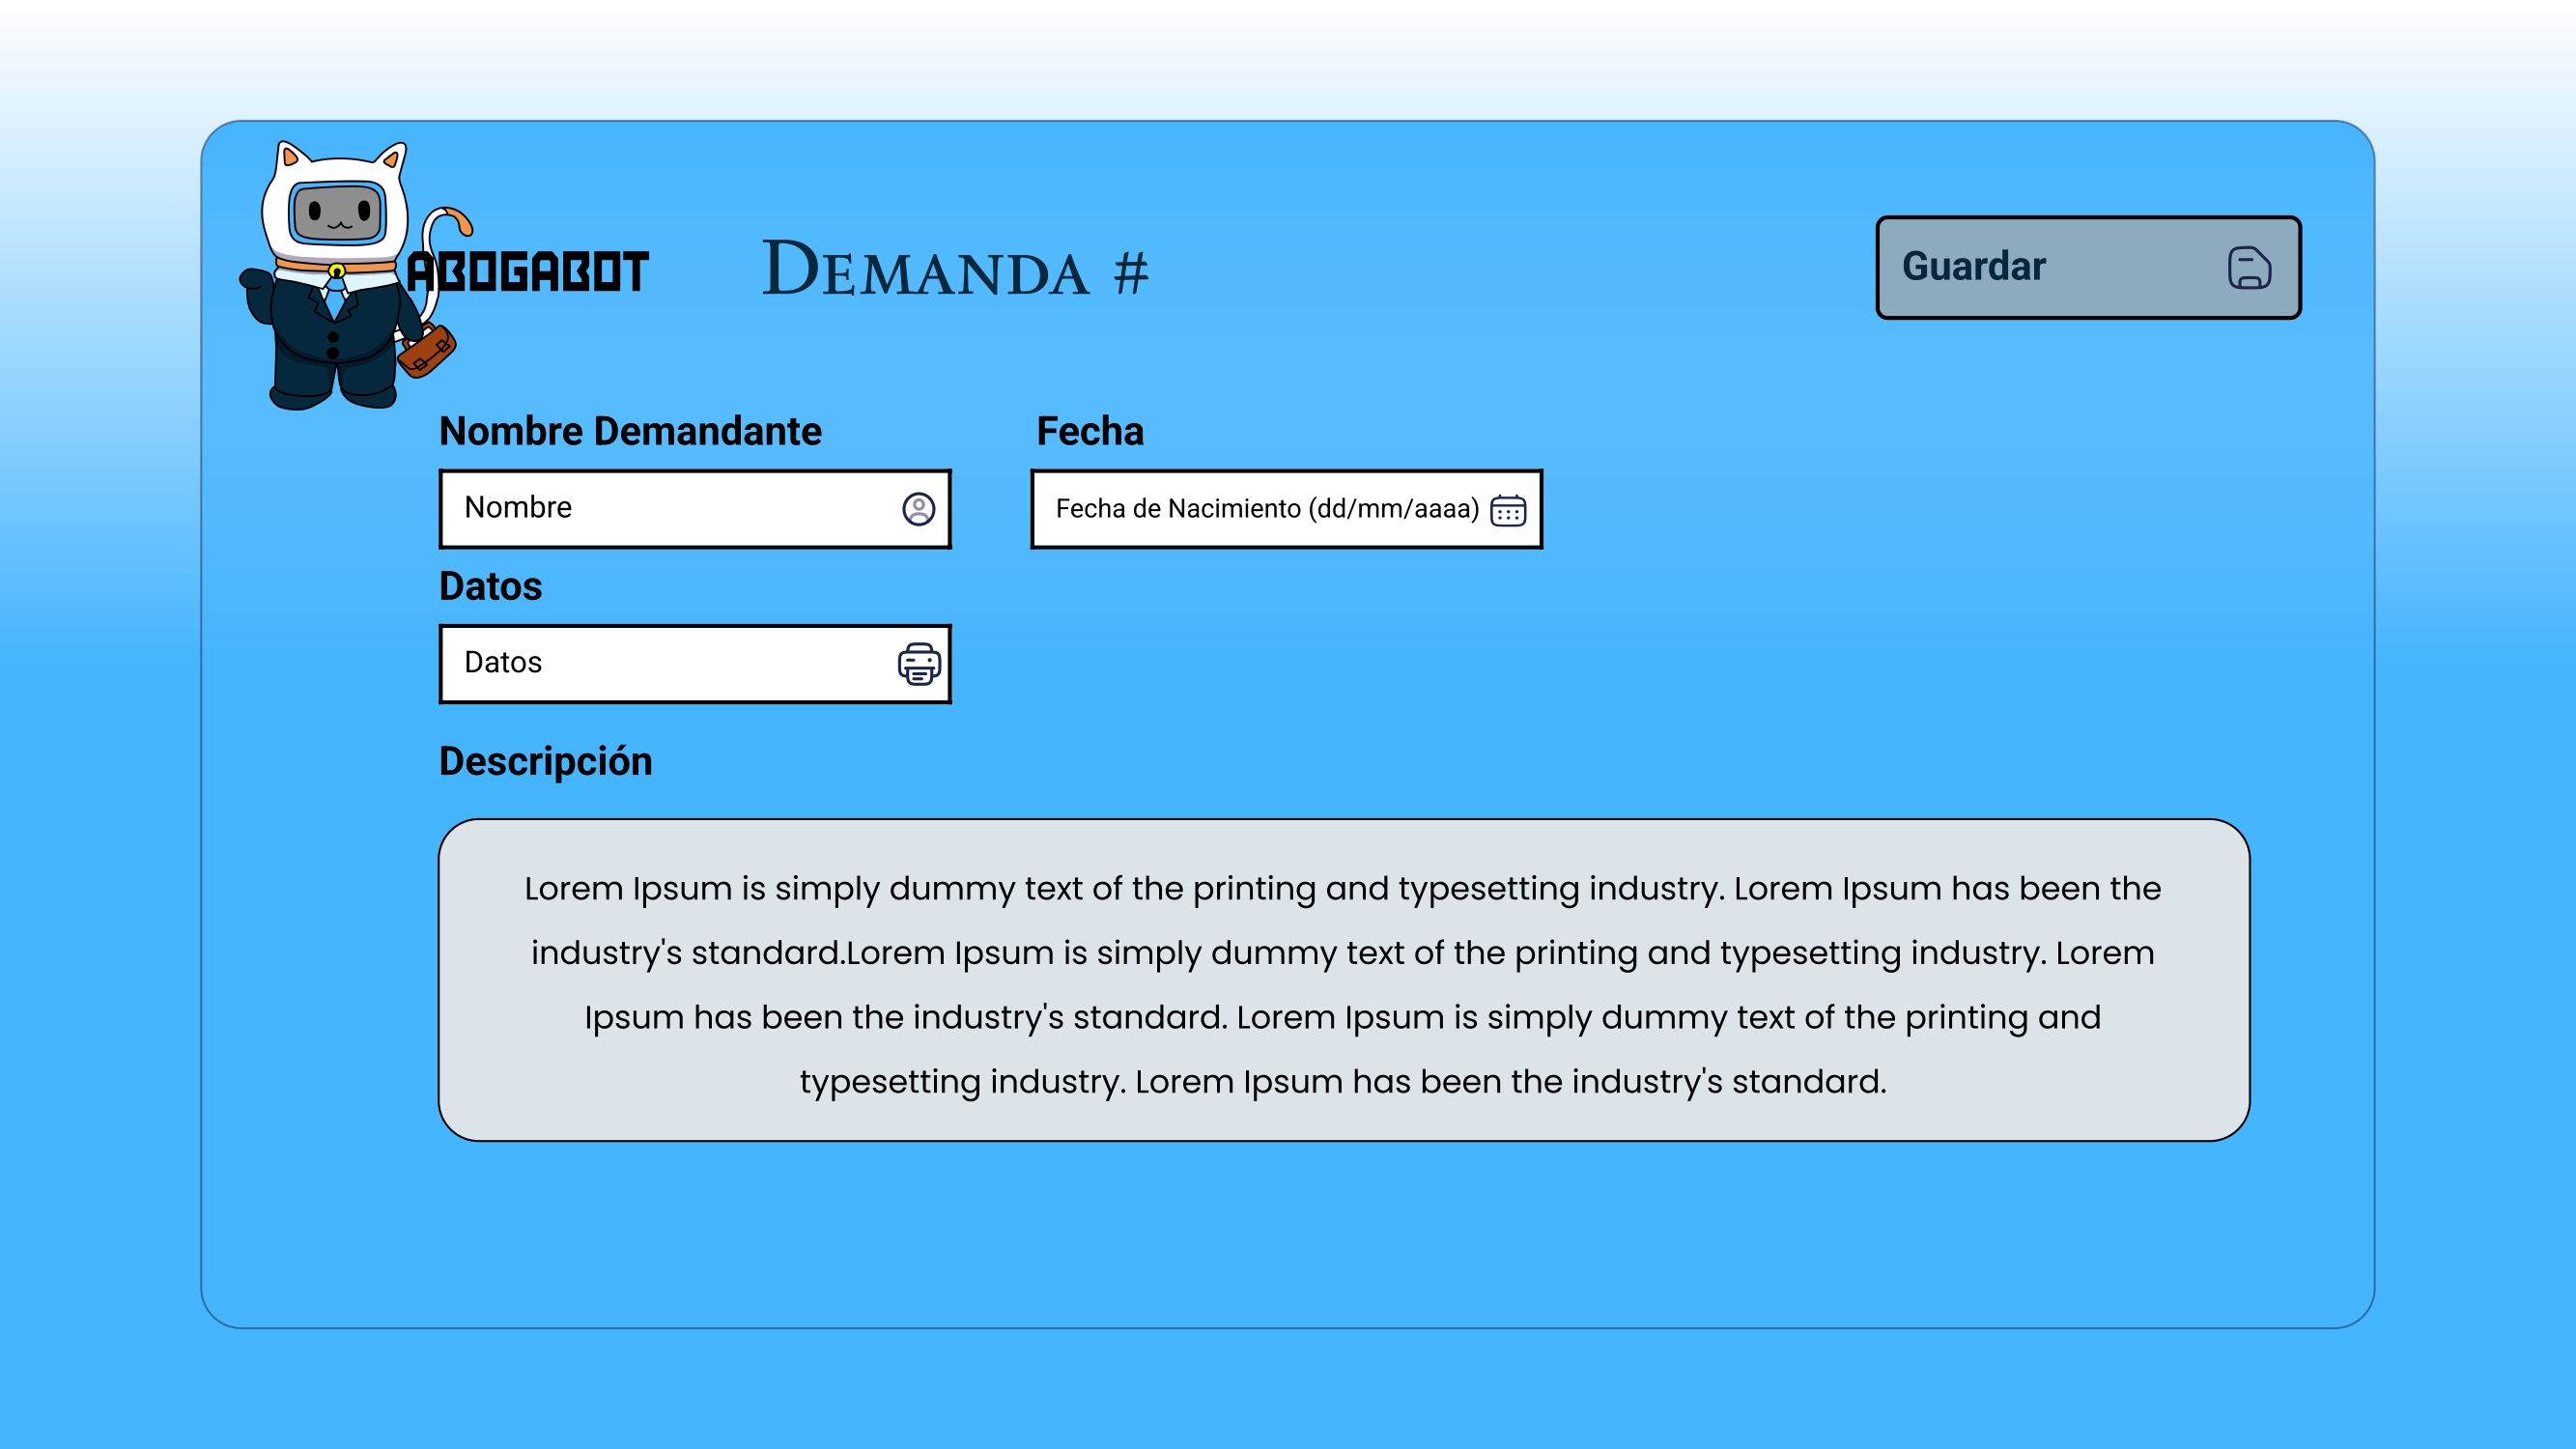 ABOGABOT
Demanda #
Guardar
Nombre Demandante
Fecha
Nombre
Fecha de Nacimiento (dd/mm/aaaa)
Datos
Datos
Descripción
Lorem Ipsum is simply dummy text of the printing and typesetting industry. Lorem Ipsum has been the
industry's standard.Lorem Ipsum is simply dummy text of the printing and typesetting industry. Lorem
Ipsum has been the industry's standard. Lorem Ipsum is simply dummy text of the printing and
typesetting industry. Lorem Ipsum has been the industry's standard.